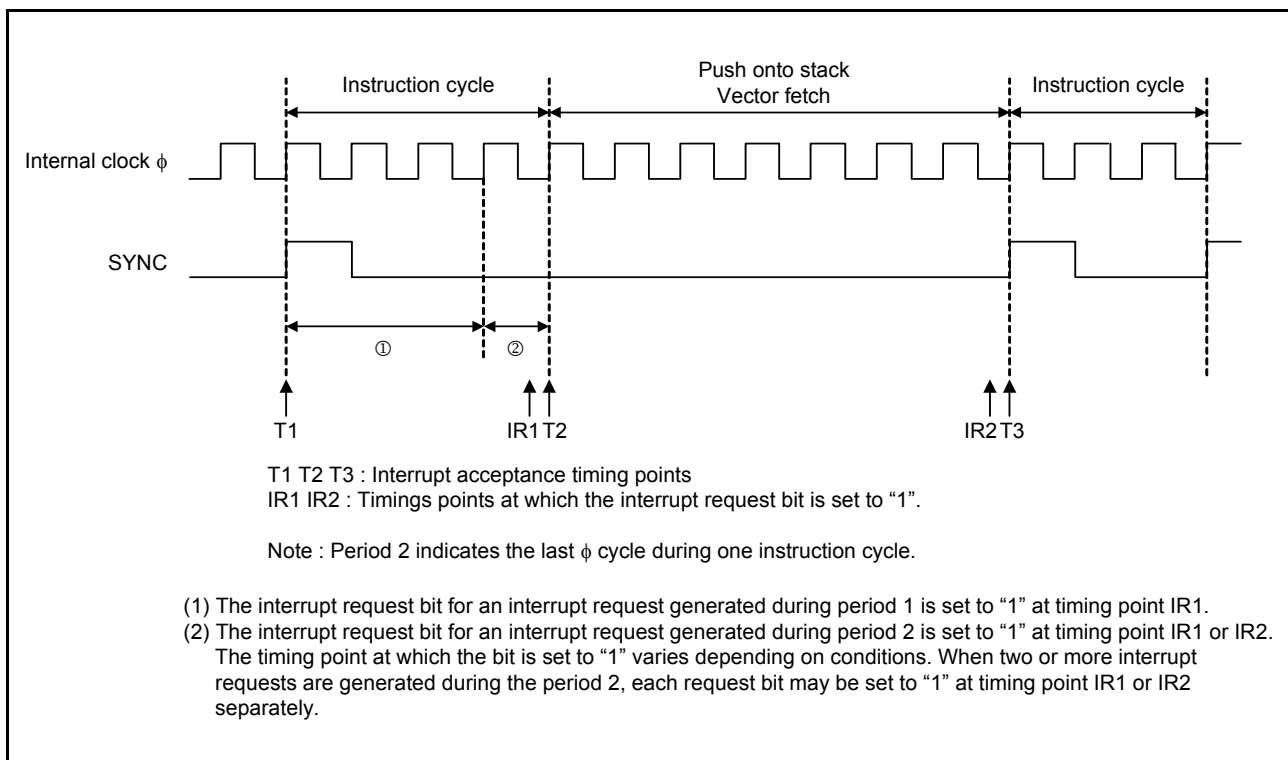 Push onto stack
Instruction cycle
Vector fetch
Instruction cycle
Internal clock ϕ
SYNC
①
②
T1
IR1 T2
IR2 T3
T1 T2 T3 : Interrupt acceptance timing points
IR1 IR2 : Timings points at which the interrupt request bit is set to “1”.
Note : Period 2 indicates the last ϕ cycle during one instruction cycle.
(1) The interrupt request bit for an interrupt request generated during period 1 is set to “1” at timing point IR1.
(2) The interrupt request bit for an interrupt request generated during period 2 is set to “1” at timing point IR1 or IR2.
The timing point at which the bit is set to “1” varies depending on conditions. When two or more interrupt
requests are generated during the period 2, each request bit may be set to “1” at timing point IR1 or IR2
separately.